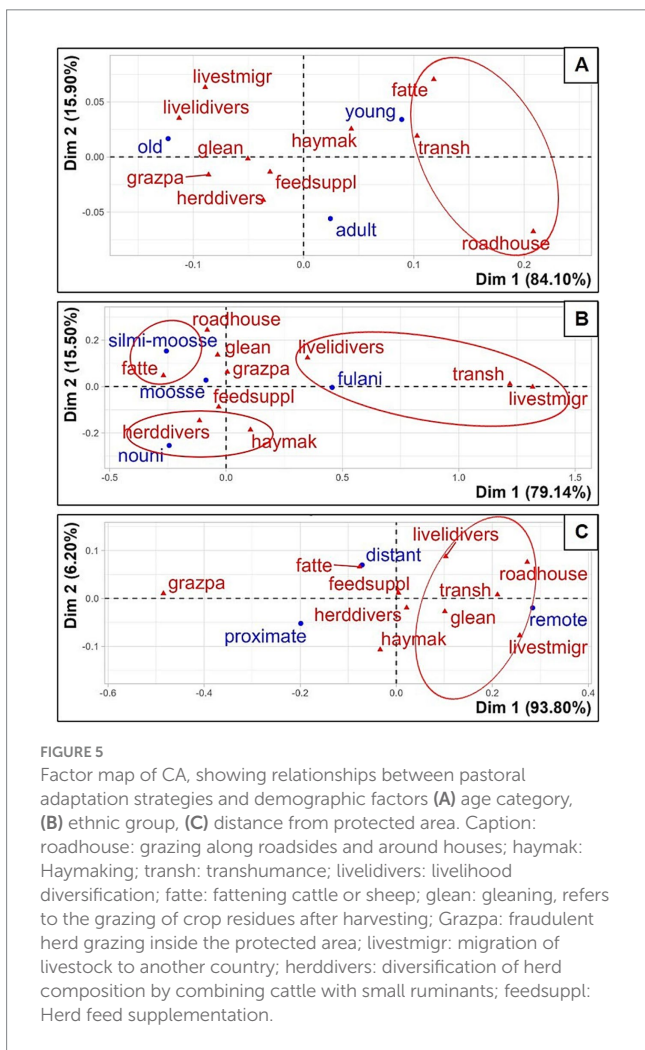 A
Dim 2 (15.90%)
0.05
0.00
-0.05
livestmigr
fatte
livelidivers
young
haymak
transh
old
glean
grazpa
feedsuppl
herddivers
adult
roadhouse
-0.1
0.0
0.1
0.2
Dim 1 (84.10%)
B
Dim 2 (15.50%)
0.2
0.0
-0.2
roadhouse
silmi-moosse
glean
livelidivers
fatte
grazpa
transh
moosse
fulani
feedsuppl
livestmigr
herddivers
haymak
nouni
-0.5
0.0
0.5
1.0
1.5
Dim 1 (79.14%)
C
Dim 2 (6.20%)
0.1
0.0
-0.1
livelidivers
distant
fatte
roadhouse
grazpa
feedsuppl
transh
herddivers
glean
remote
proximate
haymak
livestmigr
-0.6
-0.4
-0.2
0.0
0.2
0.4
Dim 1 (93.80%)
FIGURE 5
Factor map of CA, showing relationships between pastoral
adaptation strategies and demographic factors (A) age category,
(B) ethnic group, (C) distance from protected area. Caption:
roadhouse: grazing along roadsides and around houses; haymak:
Haymaking; transh: transhumance; livelidivers: livelihood
diversification; fatte: fattening cattle or sheep; glean: gleaning, refers
to the grazing of crop residues after harvesting; Grazpa: fraudulent
herd grazing inside the protected area; livestmigr: migration of
livestock to another country; herddivers: diversification of herd
composition by combining cattle with small ruminants; feedsuppl:
Herd feed supplementation.